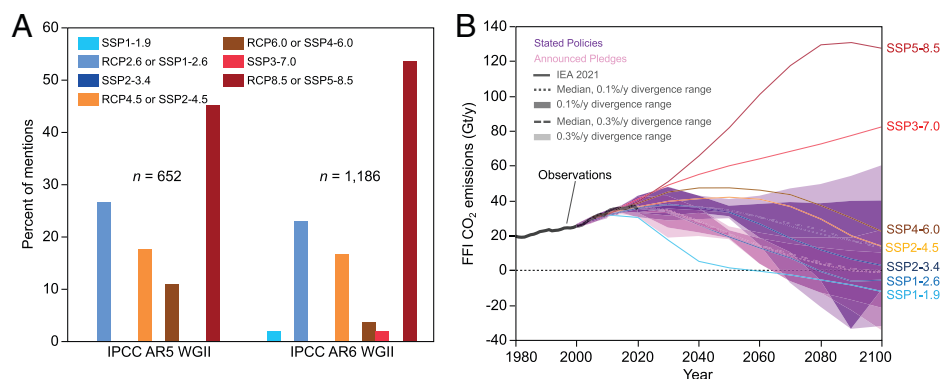 A
Percent of mentions
60
50
40
30
20
10
0
SSP1-1.9
RCP2.6 or SSP1-2.6
SSP2-3.4
RCP4.5 or SSP2-4.5
RCP6.0 or SSP4-6.0
SSP3-7.0
RCP8.5 or SSP5-8.5
n = 652
n = 1,186
IPCC AR5 WGII
IPCC AR6 WGII
B
FFI CO2 emissions (Gt/y)
140
120
100
80
60
40
20
0
-20
-40
-60
Stated Policies
Announced Pledges
IEA 2021
Median, 0.1%/y divergence range
0.1%/y divergence range
Median, 0.3%/y divergence range
0.3%/y divergence range
Observations
SSP5-8.5
SSP3-7.0
SSP4-6.0
SSP2-4.5
SSP2-3.4
SSP1-2.6
SSP1-1.9
1980
2000
2020
2040
2060
2080
2100
Year